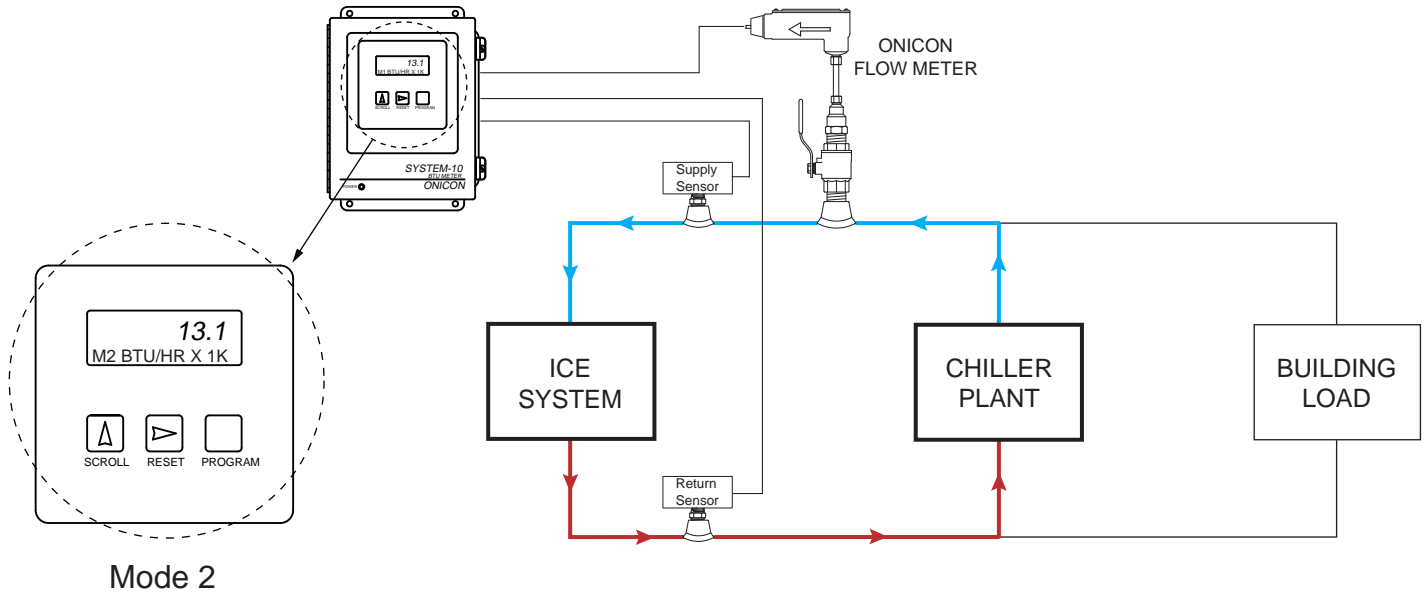 13.1
M1 BTU/HR X 1K
SCROLL RESET PROGRAM
SYSTEM-10
BTU METER
POWER
ONICON
ONICON
FLOW METER
Supply
Sensor
13.1
M2 BTU/HR X 1K
SCROLL RESET PROGRAM
ICE
SYSTEM
CHILLER
PLANT
BUILDING
LOAD
Return
Sensor
Mode 2